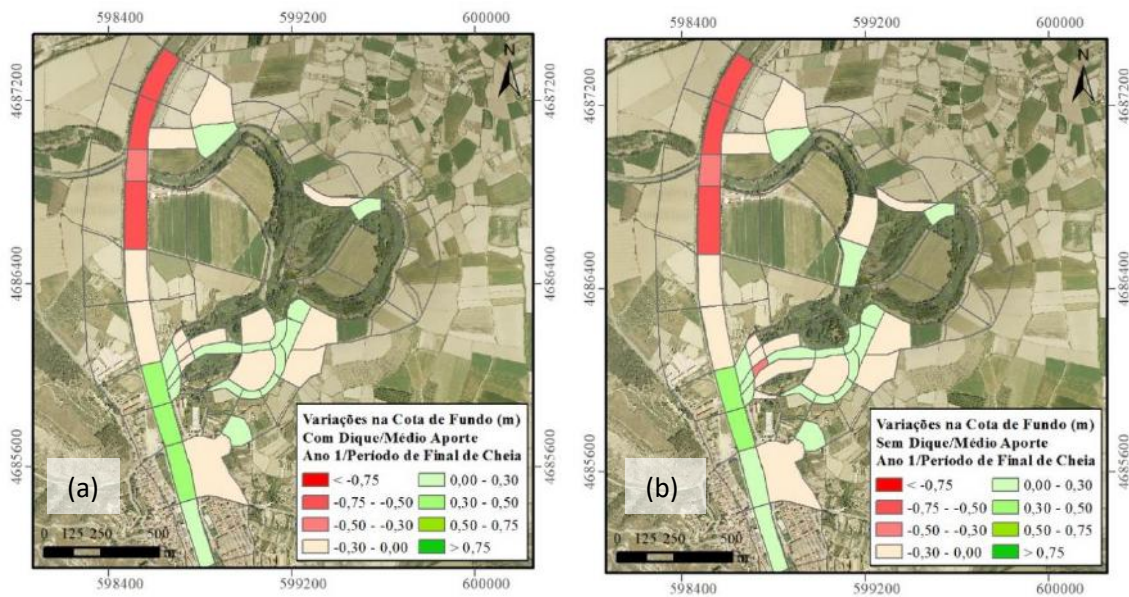 598400 599200 600000
4687200
4686400
4685600
N
4687200
4686400
4685600
(a)
Variações na Cota de Fundo (m)
Com Dique/Médio Aporte
Ano 1/Período de Final de Cheia
< -0,75 0,00 - 0,30
-0,75 - -0,50 0,30 - 0,50
-0,50 - -0,30 0,50 - 0,75
-0,30 - 0,00 > 0,75
0 125 250 500
m
598400 599200 600000
598400 599200 600000
4687200
4686400
4685600
N
4687200
4686400
4685600
(b)
Variações na Cota de Fundo (m)
Sem Dique/Médio Aporte
Ano 1/Período de Final de Cheia
< -0,75 0,00 - 0,30
-0,75 - -0,50 0,30 - 0,50
-0,50 - -0,30 0,50 - 0,75
-0,30 - 0,00 > 0,75
0 125 250 500
m
598400 599200 600000